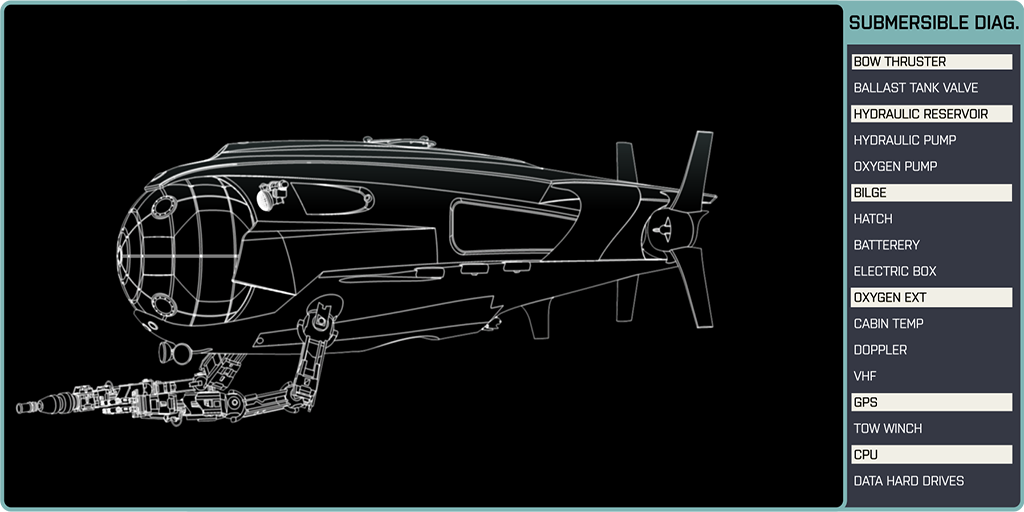 SUBMERSIBLE DIAG.
BOW THRUSTER
BALLAST TANK VALVE
HYDRAULIC RESERVOIR
HYDRAULIC PUMP
OXYGEN PUMP
BILGE
HATCH
BATTERERY
ELECTRIC BOX
OXYGEN EXT
CABIN TEMP
DOPPLER
VHF
GPS
TOW WINCH
CPU
DATA HARD DRIVES